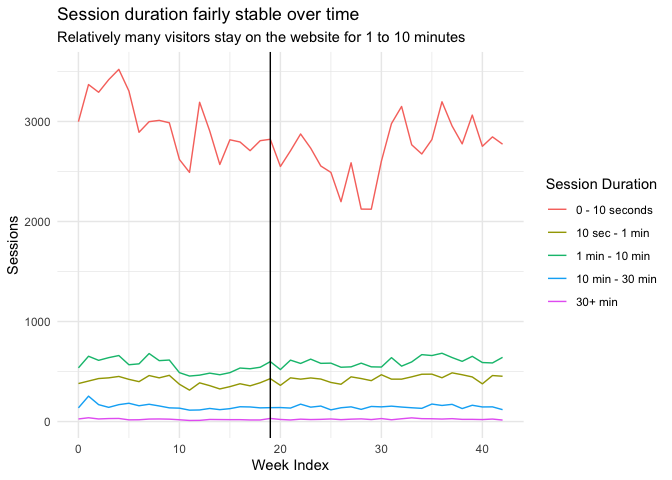 Session duration fairly stable over time
Relatively many visitors stay on the website for 1 to 10 minutes
3000
2000
1000
0
Sessions
0
10
20
30
40
Week Index
Session Duration
0 - 10 seconds
10 sec - 1 min
1 min - 10 min
10 min - 30 min
30+ min